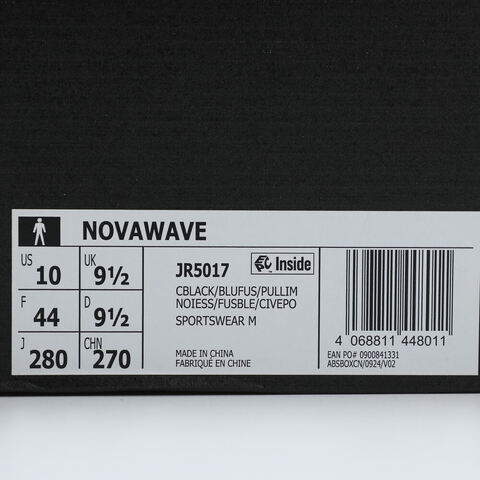 NOVAWAVE
US 10 UK 9½
F 44 D 9½
J 280 CHN 270
JR5017 Inside
CBLACK/BLUFUS/PULLIM
NOIESS/FUSBLE/CIVEPO
SPORTSWEAR M
MADE IN CHINA
FABRIQUÉ EN CHINE
4 068811 448011
EAN PO# 0900841331
ABSBOXCN/0924/V02